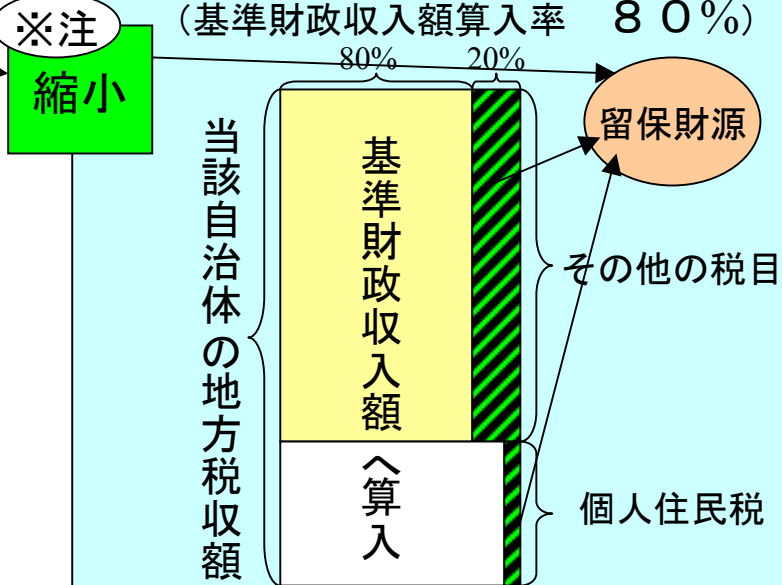 ※注
(基準財政収入額算入率 ８０%)
縮小
80%
20%
留保財源
当該自治体の地方税収額
基準財政収入額
へ算入
その他の税目
個人住民税